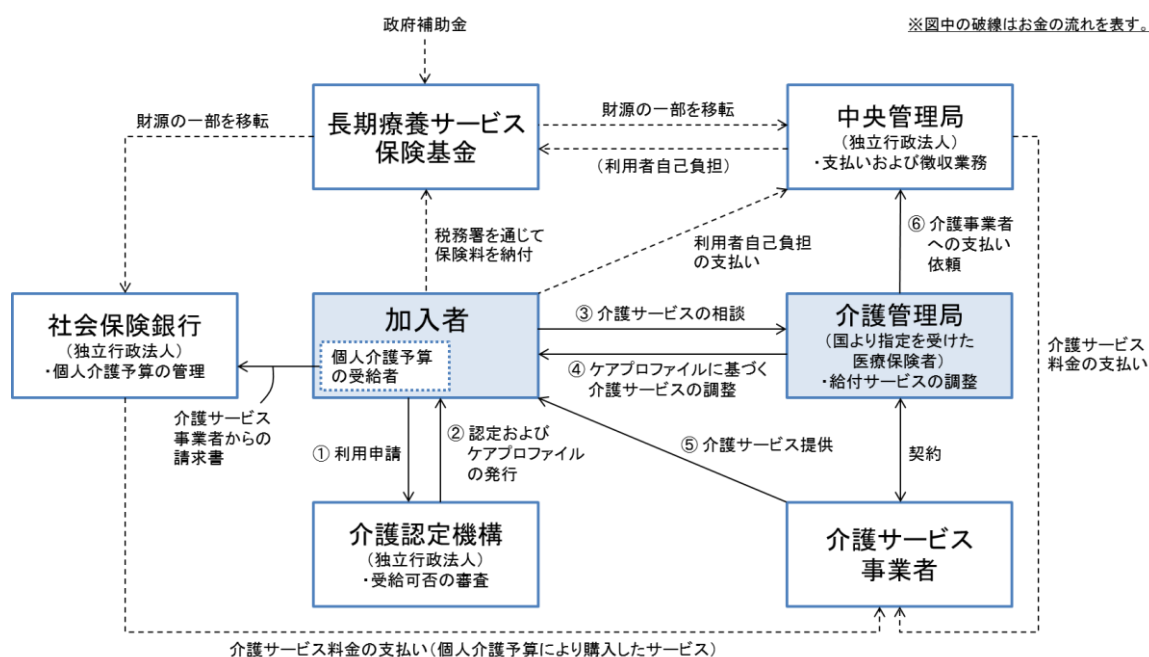 政府補助金
※図中の破線はお金の流れを表す。
財源の一部を移転
長期療養サービス
保険基金
財源の一部を移転
(利用者自己負担)
中央管理局
(独立行政法人)
・支払いおよび徴収業務
税務署を通じて
保険料を納付
利用者自己負担
の支払い
⑥ 介護事業者
への支払い
依頼
社会保険銀行
(独立行政法人)
・個人介護予算の管理
加入者
個人介護予算
の受給者
③ 介護サービスの相談
④ ケアプロファイルに基づく
介護サービスの調整
介護管理局
(国より指定を受けた
医療保険者)
・給付サービスの調整
介護サービス
料金の支払い
介護サービス
事業者からの
請求書
① 利用申請
② 認定および
ケアプロファイル
の発行
⑤ 介護サービス提供
契約
介護認定機構
(独立行政法人)
・受給可否の審査
介護サービス
事業者
介護サービス料金の支払い(個人介護予算により購入したサービス)